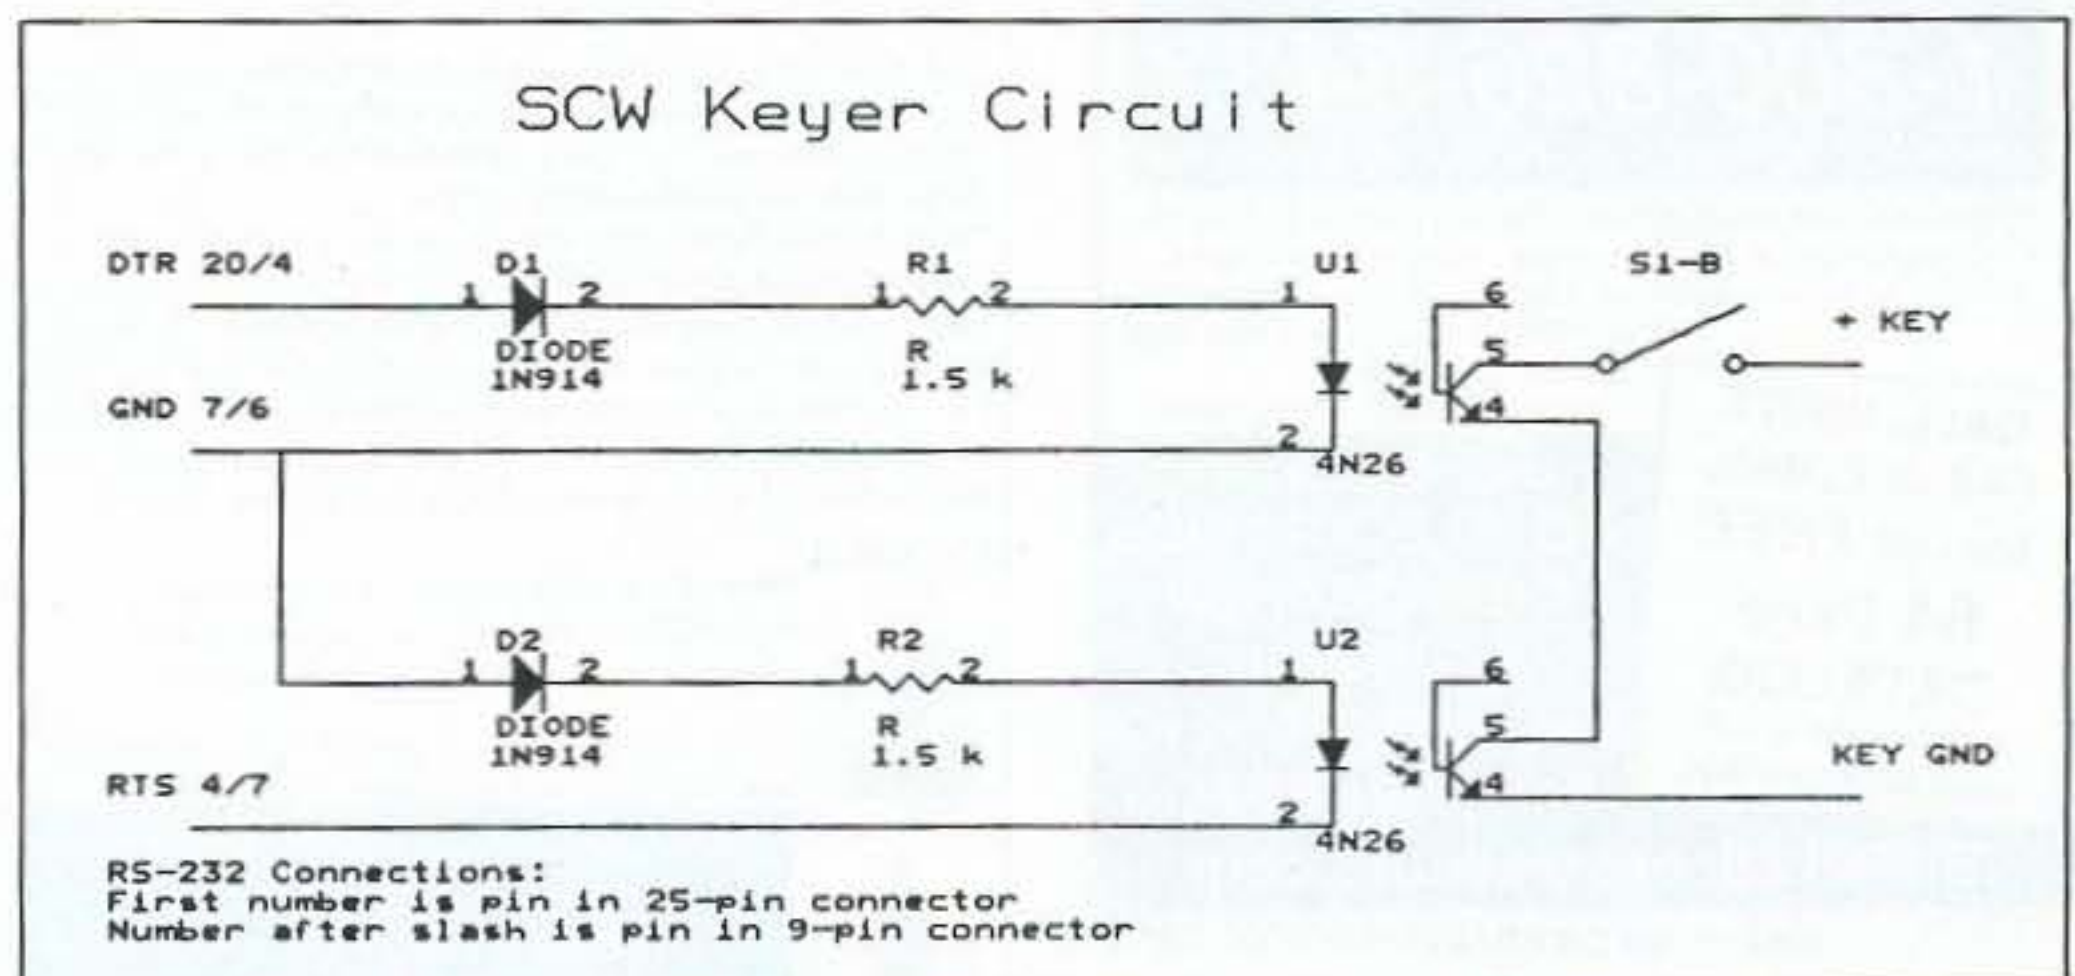 SCW Keyer Circuit
DTR 20/4
D1
R1
U1
S1-B
1
2
1
2
1
6
+ KEY
DIODE
1N914
R
1.5 k
5
GND 7/6
4
2
4N26
D2
R2
U2
1
2
1
2
1
6
DIODE
1N914
R
1.5 k
5
KEY GND
RTS 4/7
4
2
4N26
RS-232 Connections:
First number is pin in 25-pin connector
Number after slash is pin in 9-pin connector